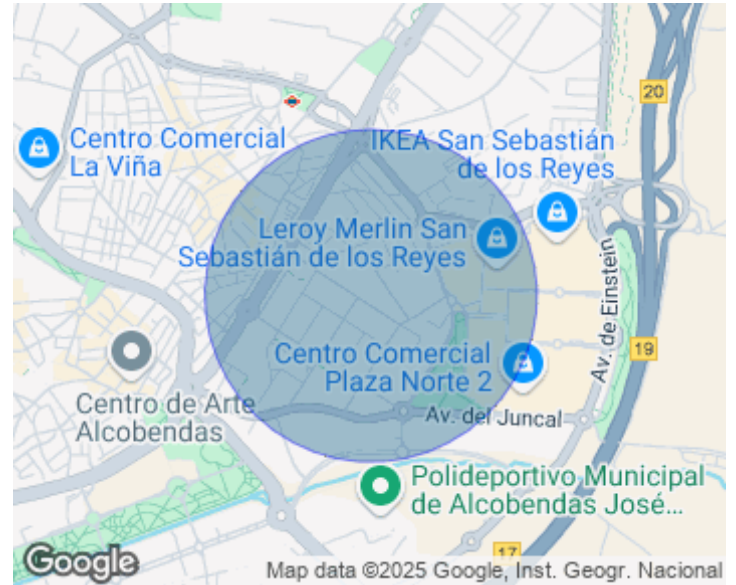 20
Centro Comercial
La Viña
IKEA San Sebastián
de los Reyes
Leroy Merlin San
Sebastián de los Reyes
Av. de Einstein
19
Centro Comercial
Plaza Norte 2
Centro de Arte
Alcobendas
Av. del Juncal
Polideportivo Municipal
de Alcobendas José...
17
Google
Map data ©2025 Google, Inst. Geogr. Nacional